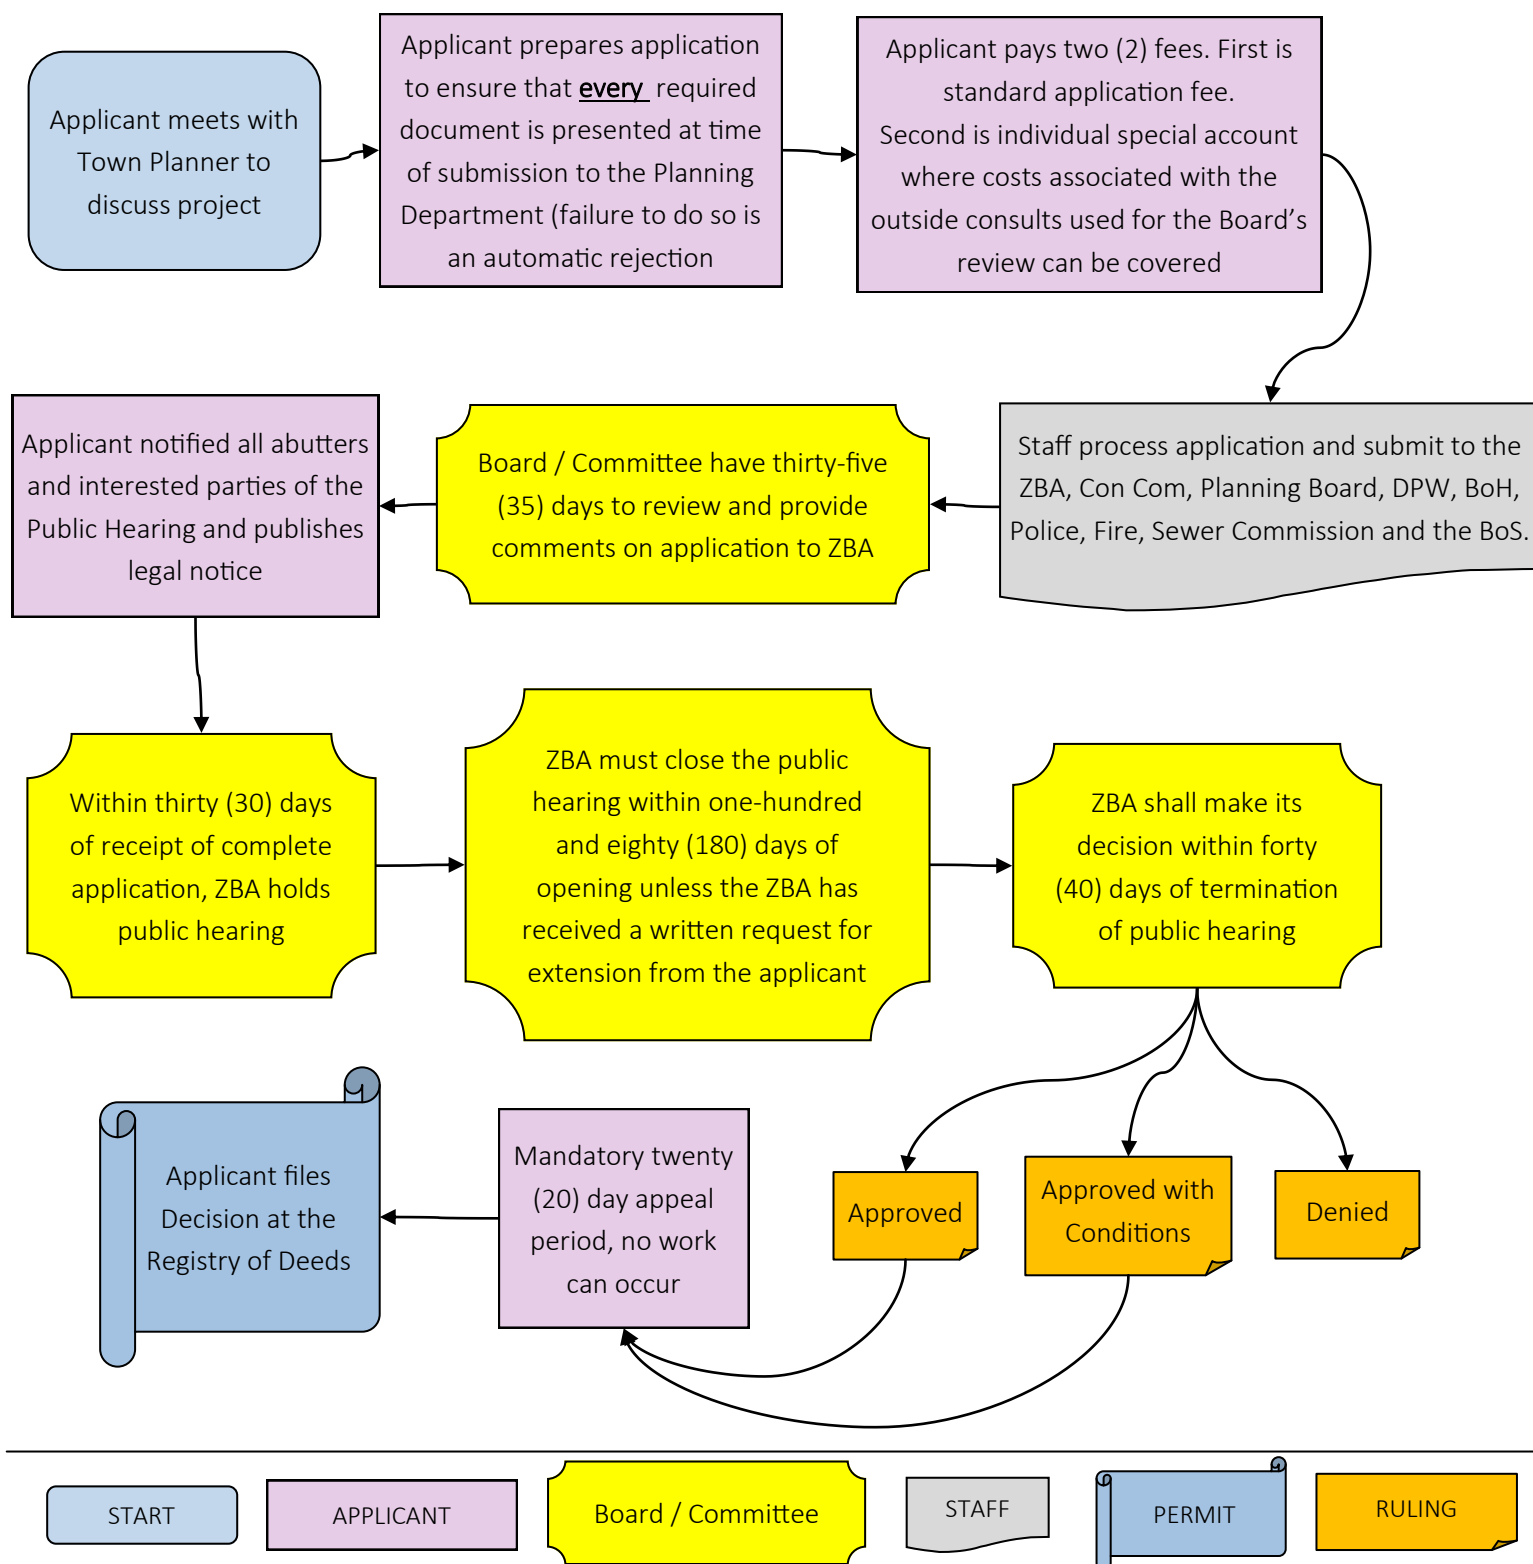 Applicant meets with
Town Planner to
discuss project
Applicant prepares application
to ensure that every required
document is presented at time
of submission to the Planning
Department (failure to do so is
an automatic rejection
Applicant pays two (2) fees. First is
standard application fee.
Second is individual special account
where costs associated with the
outside consults used for the Board’s
review can be covered
Staff process application and submit to the
ZBA, Con Com, Planning Board, DPW, BoH,
Police, Fire, Sewer Commission and the BoS.
Board / Committee have thirty-five
(35) days to review and provide
comments on application to ZBA
Applicant notified all abutters
and interested parties of the
Public Hearing and publishes
legal notice
Within thirty (30) days
of receipt of complete
application, ZBA holds
public hearing
ZBA must close the public
hearing within one-hundred
and eighty (180) days of
opening unless the ZBA has
received a written request for
extension from the applicant
ZBA shall make its
decision within forty
(40) days of termination
of public hearing
Approved
Approved with
Conditions
Denied
Mandatory twenty
(20) day appeal
period, no work
can occur
Applicant files
Decision at the
Registry of Deeds
START
APPLICANT
Board / Committee
STAFF
PERMIT
RULING